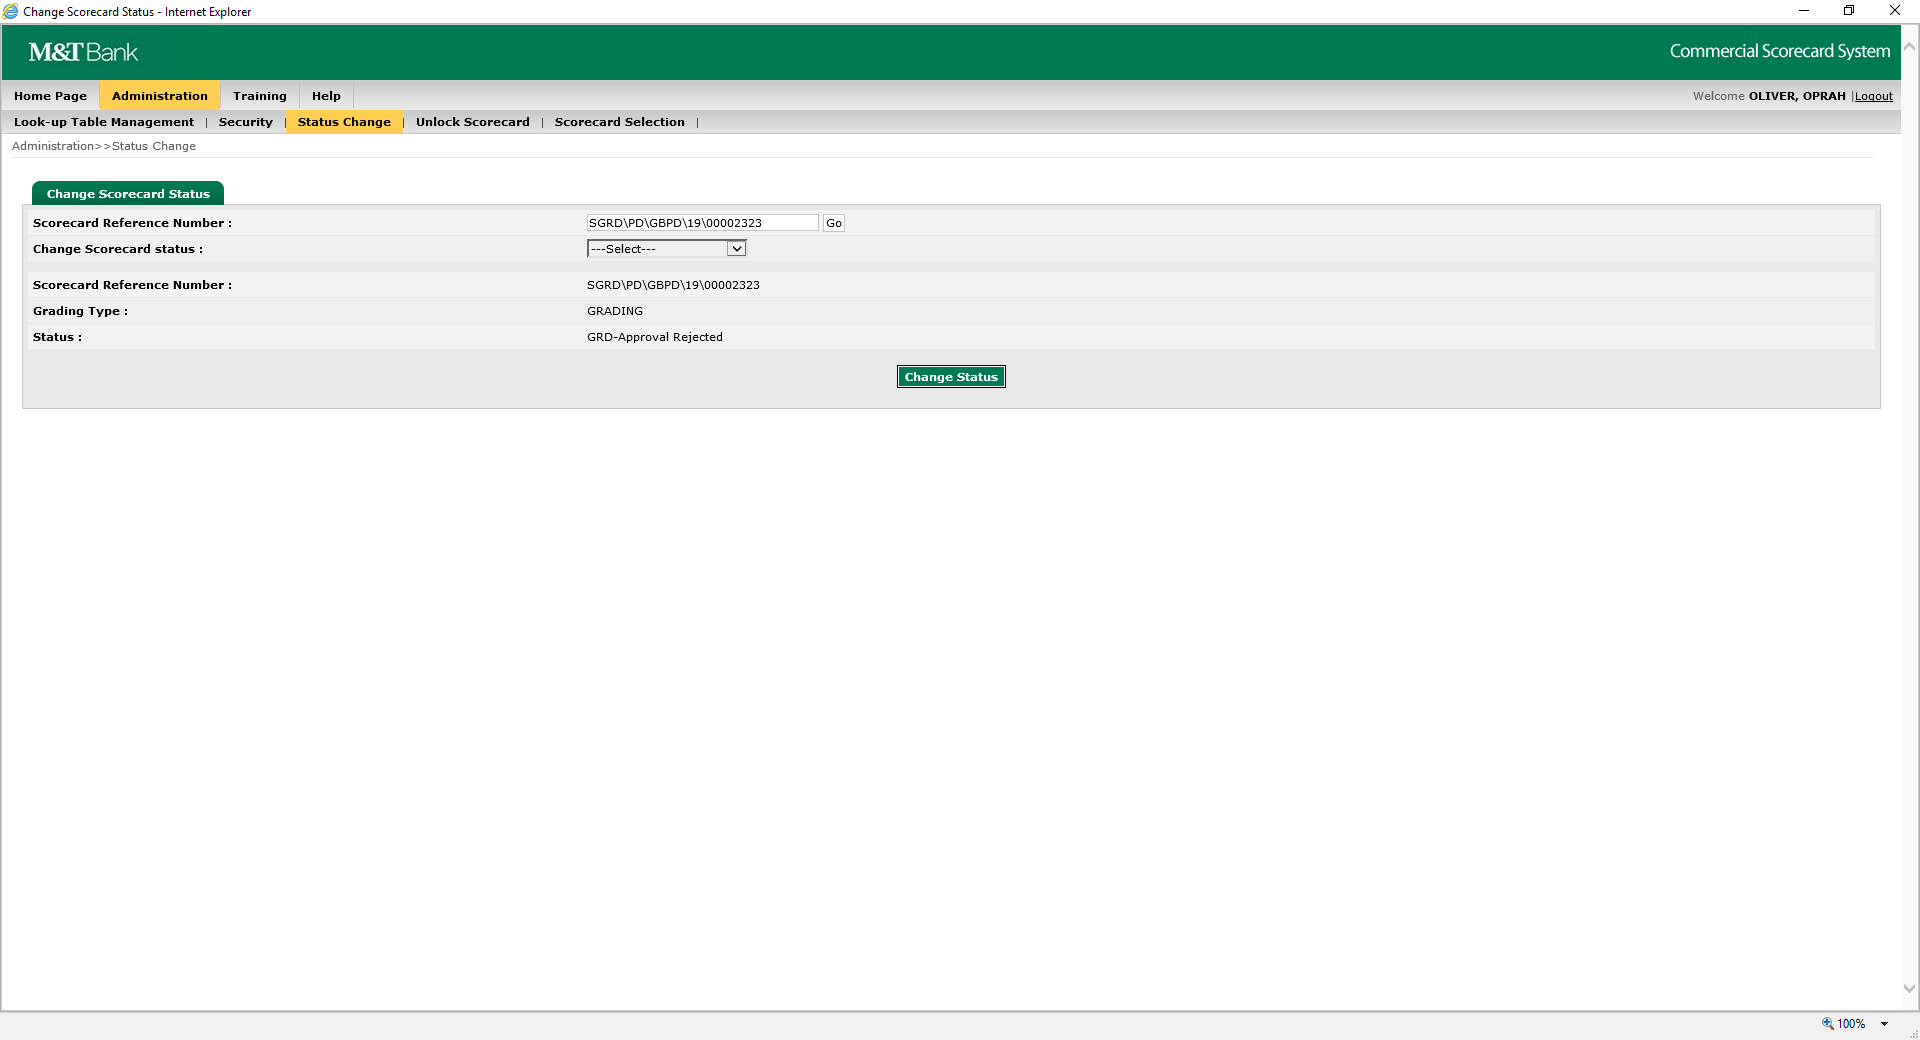 Change Scorecard Status - Internet Explorer
M&T Bank
Commercial Scorecard System
Home Page Administration Training Help
Welcome OLIVER, OPRAH |Logout
Look-up Table Management | Security | Status Change | Unlock Scorecard | Scorecard Selection |
Administration>>Status Change
Change Scorecard Status
Scorecard Reference Number : SGRD\PD\GBPD\19\00002323 Go
Change Scorecard status : ---Select---
Scorecard Reference Number : SGRD\PD\GBPD\19\00002323
Grading Type : GRADING
Status : GRD-Approval Rejected
Change Status
100%